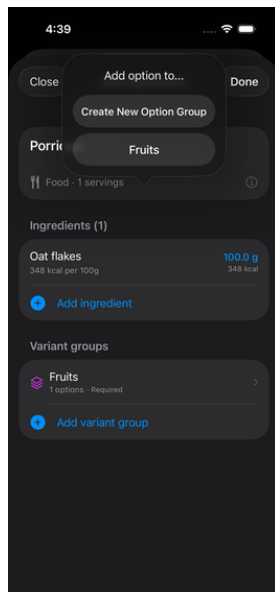 4:39
Add option to...
Close
Done
Create New Option Group
Fruits
Food · 1 servings
Ingredients (1)
Oat flakes
100.0 g
348 kcal per 100g
348 kcal
Add ingredient
Variant groups
Fruits
1 options · Required
Add variant group